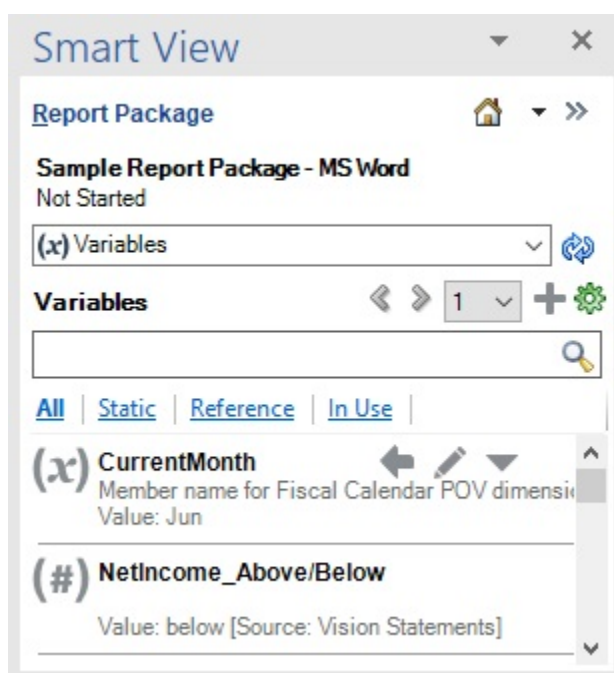 Smart View
Report Package
Sample Report Package - MS Word
Not Started
(x) Variables
Variables 1
All | Static | Reference | In Use |
(x) CurrentMonth
Member name for Fiscal Calendar POV dimensi
Value: Jun
(#) NetIncome_Above/Below
Value: below [Source: Vision Statements]